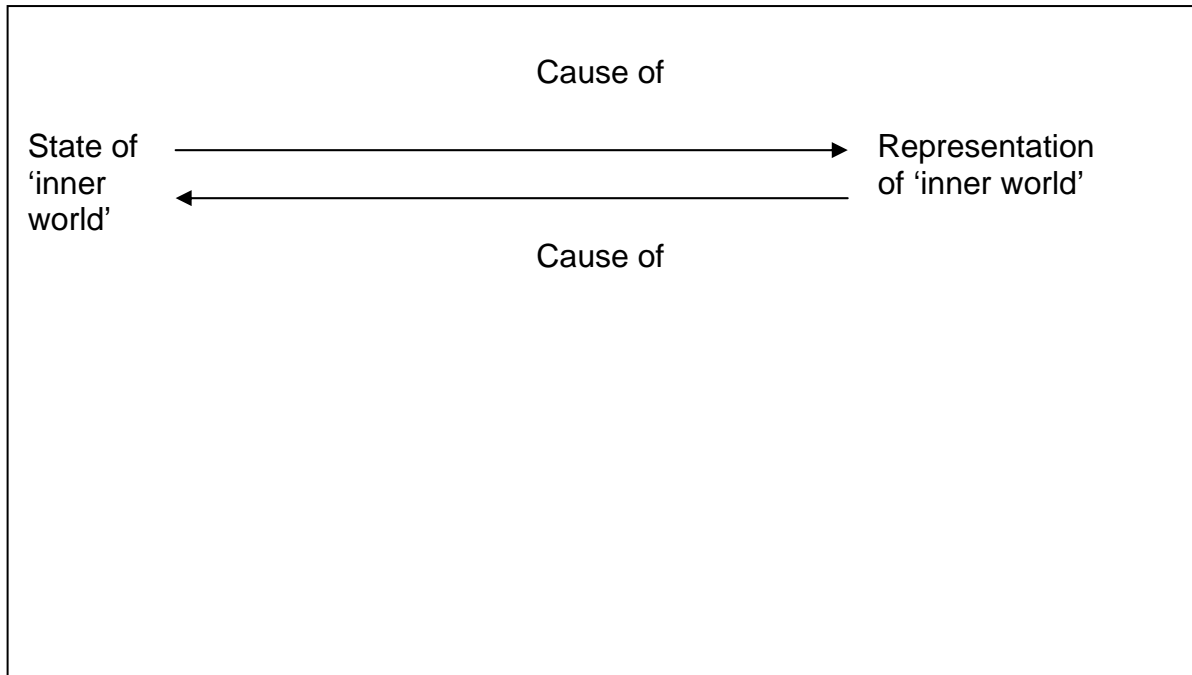 Cause of
State of
‘inner
world’
Representation
of ‘inner world’
Cause of